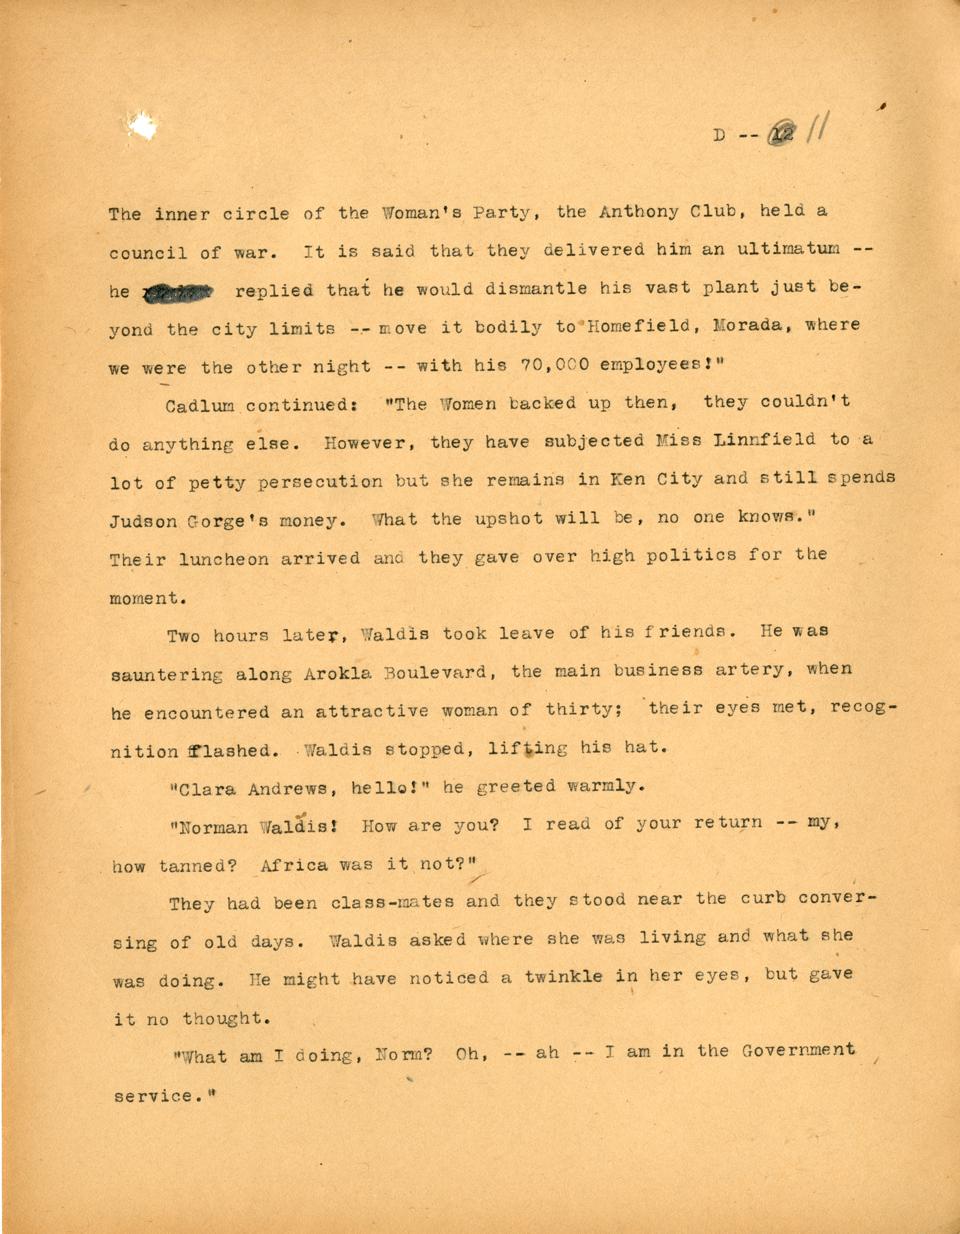 D -- 12 11
The inner circle of the Woman's Party, the Anthony Club, held a
council of war. It is said that they delivered him an ultimatum --
he replied that he would dismantle his vast plant just be-
yond the city limits -- move it bodily to Homefield, Morada, where
we were the other night -- with his 70,000 employees!"
Cadlum continued: "The Women backed up then, they couldn't
do anything else. However, they have subjected Miss Linnfield to a
lot of petty persecution but she remains in Ken City and still spends
Judson Gorge's money. What the upshot will be, no one knows."
Their luncheon arrived and they gave over high politics for the
moment.
Two hours later, Waldis took leave of his friends. He was
sauntering along Arokla Boulevard, the main business artery, when
he encountered an attractive woman of thirty; their eyes met, recog-
nition flashed. Waldis stopped, lifting his hat.
"Clara Andrews, hello!" he greeted warmly.
"Norman Waldis! How are you? I read of your return -- my,
how tanned? Africa was it not?"
They had been class-mates and they stood near the curb conver-
sing of old days. Waldis asked where she was living and what she
was doing. He might have noticed a twinkle in her eyes, but gave
it no thought.
"What am I doing, Norm? Oh, -- ah -- I am in the Government
service."